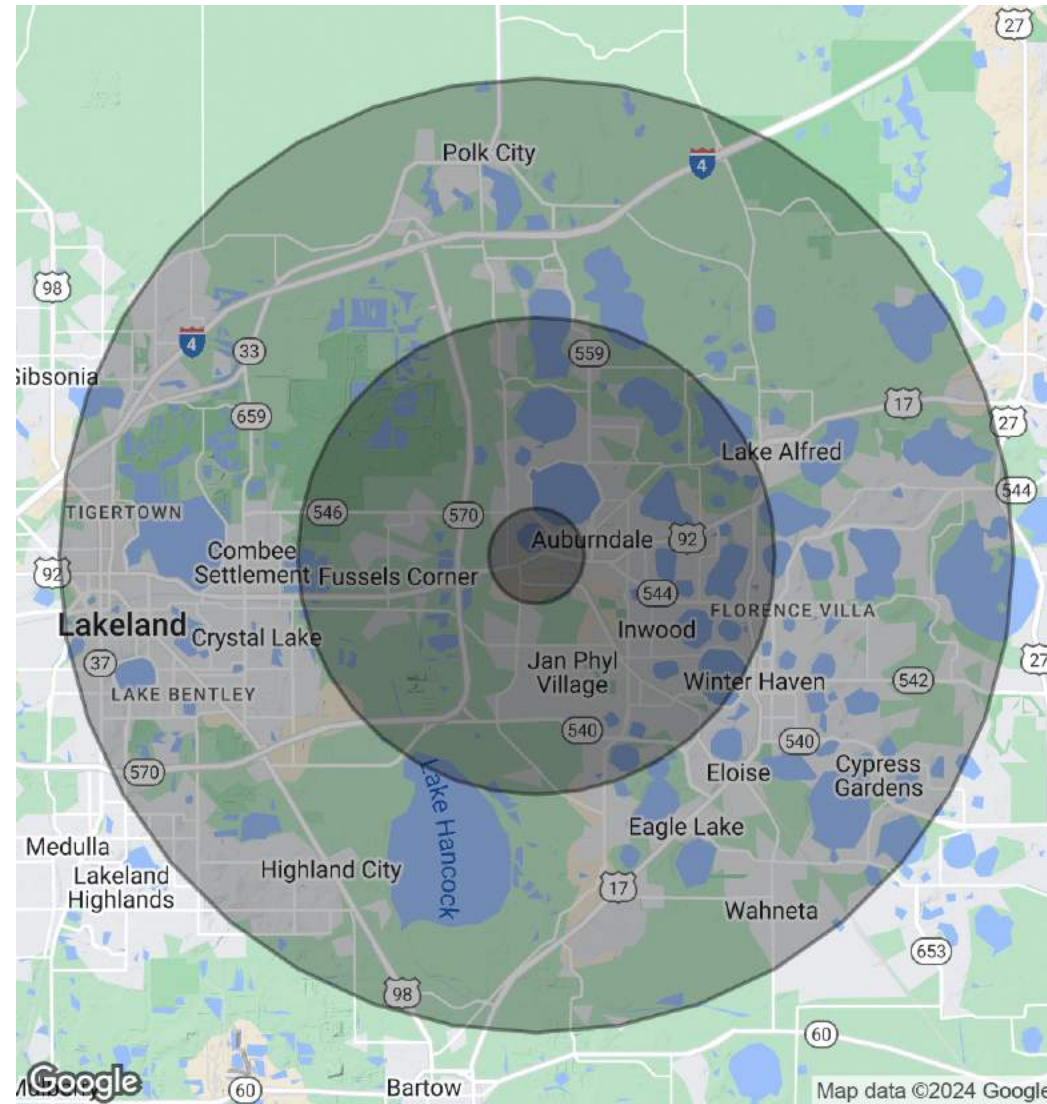 27
Polk City
4
98
4
33
559
Gibsonia
17
659
27
Lake Alfred
544
TIGERTOWN
546
570
Auburndale
92
Combee
Settlement
92
Fussels Corner
544
FLORENCE VILLA
Lakeland
Crystal Lake
Inwood
37
27
Jan Phyl
Village
LAKE BENTLEY
Winter Haven
542
540
540
570
Eloise
Cypress
Gardens
Lake Hancock
Eagle Lake
Medulla
Lakeland
Highlands
Highland City
17
Wahneta
653
98
60
Google
60
Bartow
Map data ©2024 Google